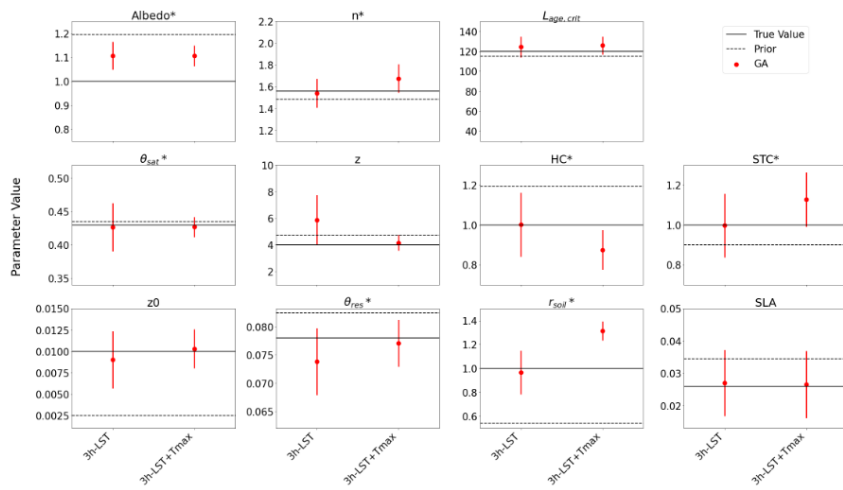 Albedo*
n*
L_age, crit
True Value
Prior
GA
1.2
1.1
1.0
0.9
0.8
2.2
2.0
1.8
1.6
1.4
1.2
140
120
100
80
60
40
θ_sat *
z
HC*
STC*
0.50
0.45
0.40
0.35
10
8
6
4
2
1.2
1.0
0.8
1.2
1.0
0.8
Parameter Value
z0
θ_res *
r_soil *
SLA
0.0150
0.0125
0.0100
0.0075
0.0050
0.0025
0.080
0.075
0.070
0.065
1.4
1.2
1.0
0.8
0.6
0.05
0.04
0.03
0.02
3h-LST
3h-LST+Tmax
3h-LST
3h-LST+Tmax
3h-LST
3h-LST+Tmax
3h-LST
3h-LST+Tmax